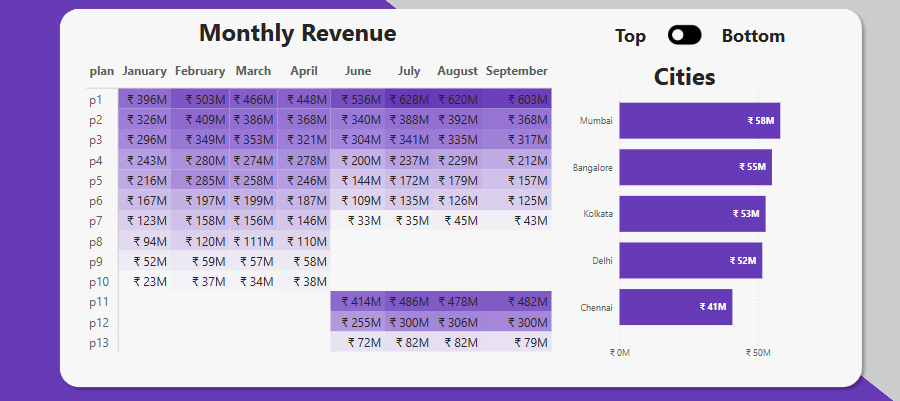 Monthly Revenue
plan January February March April June July August September
p1 ₹ 396M ₹ 503M ₹ 466M ₹ 448M ₹ 536M ₹ 628M ₹ 620M ₹ 603M
p2 ₹ 326M ₹ 409M ₹ 386M ₹ 368M ₹ 340M ₹ 388M ₹ 392M ₹ 368M
p3 ₹ 296M ₹ 349M ₹ 353M ₹ 321M ₹ 304M ₹ 341M ₹ 335M ₹ 317M
p4 ₹ 243M ₹ 280M ₹ 274M ₹ 278M ₹ 200M ₹ 237M ₹ 229M ₹ 212M
p5 ₹ 216M ₹ 285M ₹ 258M ₹ 246M ₹ 144M ₹ 172M ₹ 179M ₹ 157M
p6 ₹ 167M ₹ 197M ₹ 199M ₹ 187M ₹ 109M ₹ 135M ₹ 126M ₹ 125M
p7 ₹ 123M ₹ 158M ₹ 156M ₹ 146M ₹ 33M ₹ 35M ₹ 45M ₹ 43M
p8 ₹ 94M ₹ 120M ₹ 111M ₹ 110M
p9 ₹ 52M ₹ 59M ₹ 57M ₹ 58M
p10 ₹ 23M ₹ 37M ₹ 34M ₹ 38M
p11 ₹ 414M ₹ 486M ₹ 478M ₹ 482M
p12 ₹ 255M ₹ 300M ₹ 306M ₹ 300M
p13 ₹ 72M ₹ 82M ₹ 82M ₹ 79M
Top Bottom
Cities
Mumbai ₹ 58M
Bangalore ₹ 55M
Kolkata ₹ 53M
Delhi ₹ 52M
Chennai ₹ 41M
₹ 0M ₹ 50M